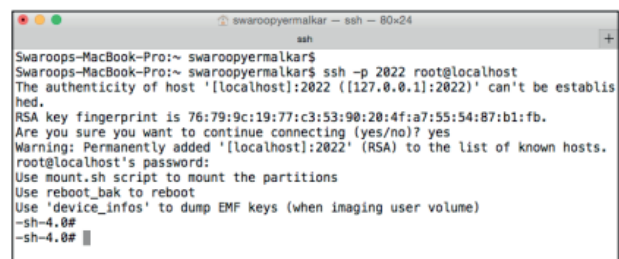 swaroopyermalkar — ssh — 80×24
ssh +
Swaroops-MacBook-Pro:~ swaroopyermalkar$
Swaroops-MacBook-Pro:~ swaroopyermalkar$ ssh -p 2022 root@localhost
The authenticity of host '[localhost]:2022 ([127.0.0.1]:2022)' can't be establis
hed.
RSA key fingerprint is 76:79:9c:19:77:c3:53:90:20:4f:a7:55:54:87:b1:fb.
Are you sure you want to continue connecting (yes/no)? yes
Warning: Permanently added '[localhost]:2022' (RSA) to the list of known hosts.
root@localhost's password:
Use mount.sh script to mount the partitions
Use reboot_bak to reboot
Use 'device_infos' to dump EMF keys (when imaging user volume)
-sh-4.0#
-sh-4.0#